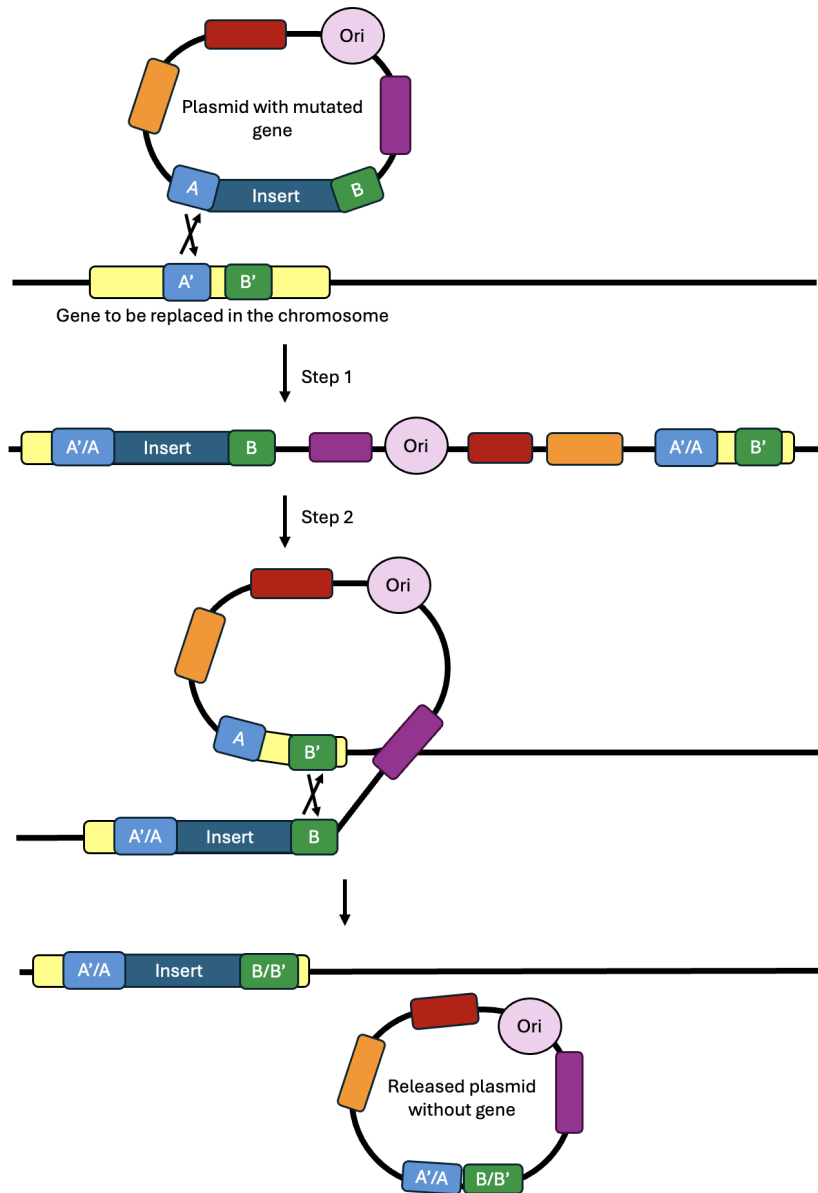 Ori
Plasmid with mutated
gene
A
Insert
B
A'
B'
Gene to be replaced in the chromosome
Step 1
A'/A
Insert
B
Ori
A'/A
B'
Step 2
Ori
A
B'
A'/A
Insert
B
A'/A
Insert
B/B'
Ori
Released plasmid
without gene
A'/A
B/B'